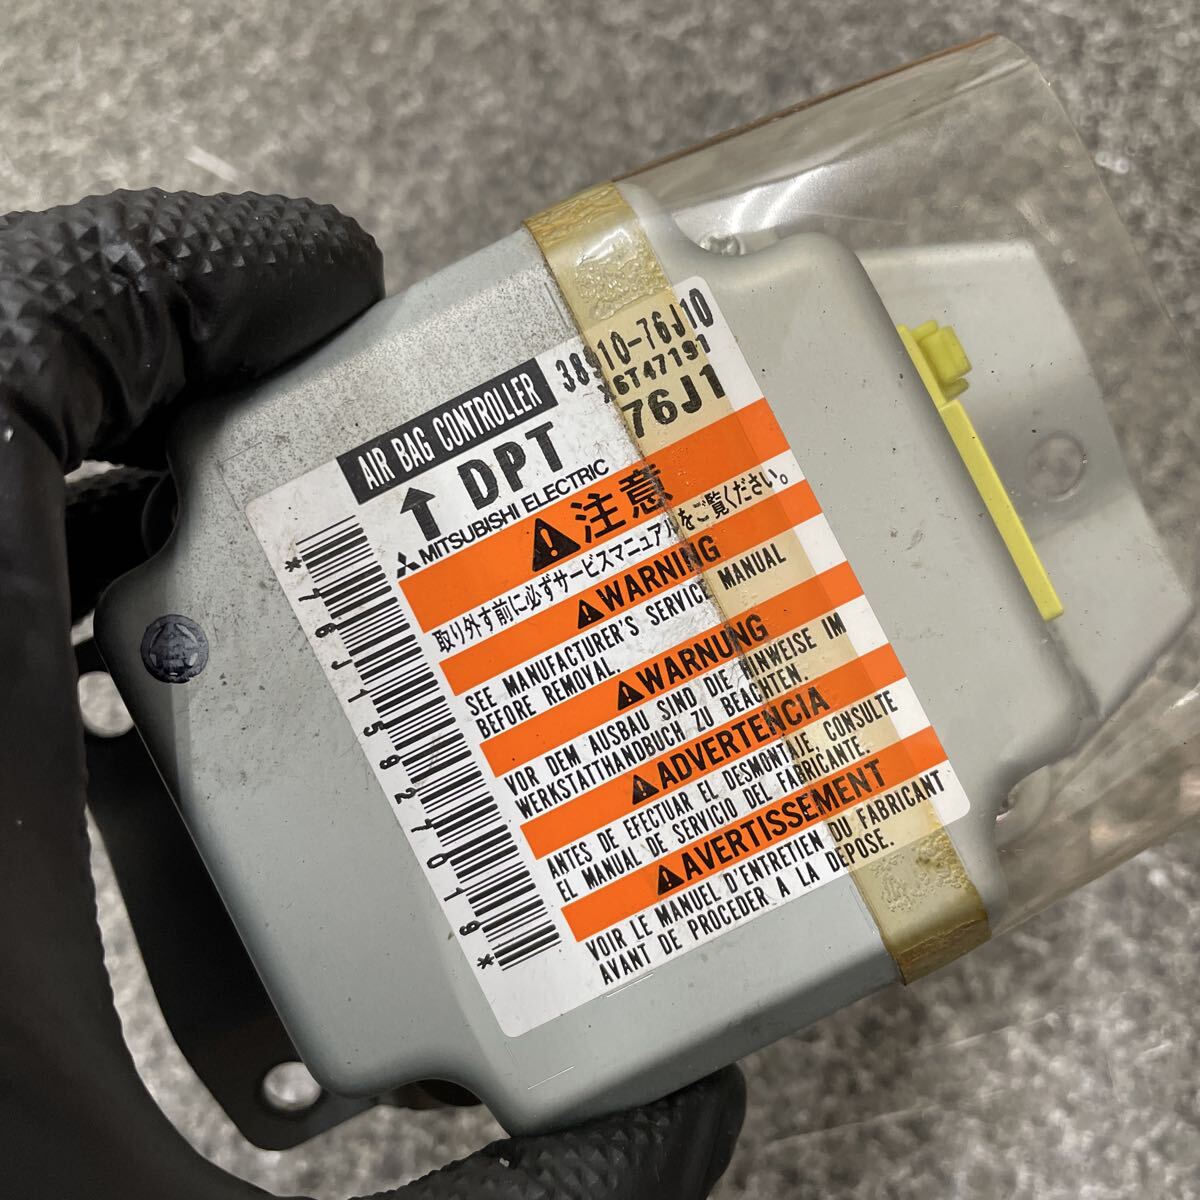 AIR BAG CONTROLLER
38910-76J10
X6T47191
DPT
76J1
MITSUBISHI ELECTRIC
注意
取り外す前に必ずサービスマニュアルをご覧ください。
WARNING
SEE MANUFACTURER'S SERVICE MANUAL
BEFORE REMOVAL.
WARNUNG
VOR DEM AUSBAU SIND DIE HINWEISE IM
WERKSTATTHANDBUCH ZU BEACHTEN.
ADVERTENCIA
ANTES DE EFECTUAR EL DESMONTAJE, CONSULTE
EL MANUAL DE SERVICIO DEL FABRICANTE.
AVERTISSEMENT
VOIR LE MANUEL D'ENTRETIEN DU FABRICANT
AVANT DE PROCEDER A LA DEPOSE.
*76J15927019*